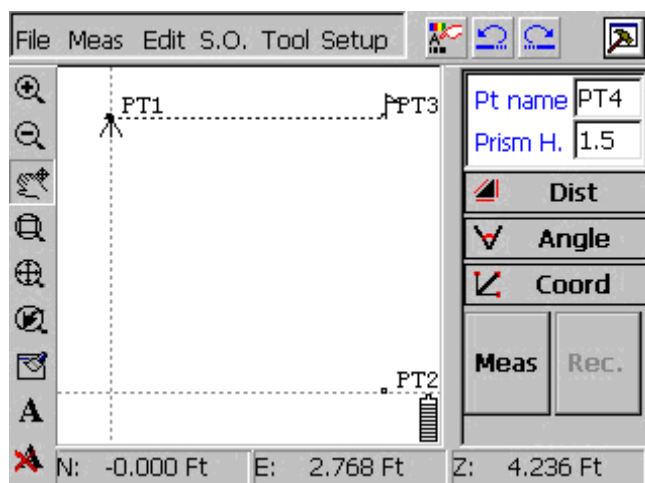 File Meas Edit S.O. Tool Setup
PT1
PT3
Pt name PT4
Prism H. 1.5
Dist
Angle
Coord
Meas Rec.
PT2
A
A
N: -0.000 Ft E: 2.768 Ft Z: 4.236 Ft